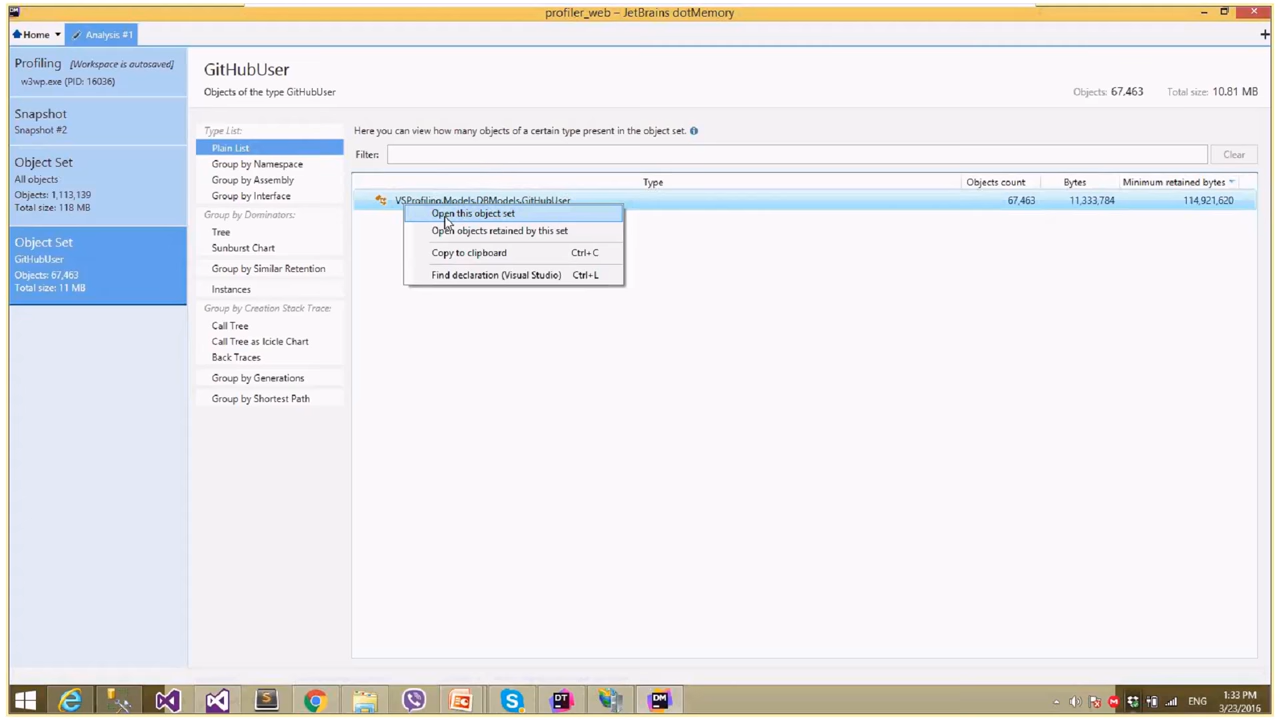 profiler_web – JetBrains dotMemory
Home
Analysis #1
Profiling [Workspace is autosaved]
w3wp.exe (PID: 16036)
Snapshot
Snapshot #2
Object Set
All objects
Objects: 1,113,139
Total size: 118 MB
Object Set
GitHubUser
Objects: 67,463
Total size: 11 MB
GitHubUser
Objects of the type GitHubUser
Objects: 67,463 Total size: 10.81 MB
Type List:
Plain List
Group by Namespace
Group by Assembly
Group by Interface
Group by Dominators:
Tree
Sunburst Chart
Group by Similar Retention
Instances
Group by Creation Stack Trace:
Call Tree
Call Tree as Icicle Chart
Back Traces
Group by Generations
Group by Shortest Path
Here you can view how many objects of a certain type present in the object set.
Filter: Clear
Type Objects count Bytes Minimum retained bytes
VSProfiling.Models.DBModels.GitHubUser 67,463 11,333,784 114,921,620
Open this object set
Open objects retained by this set
Copy to clipboard Ctrl+C
Find declaration (Visual Studio) Ctrl+L
DT
DM
ENG
1:33 PM
3/23/2016